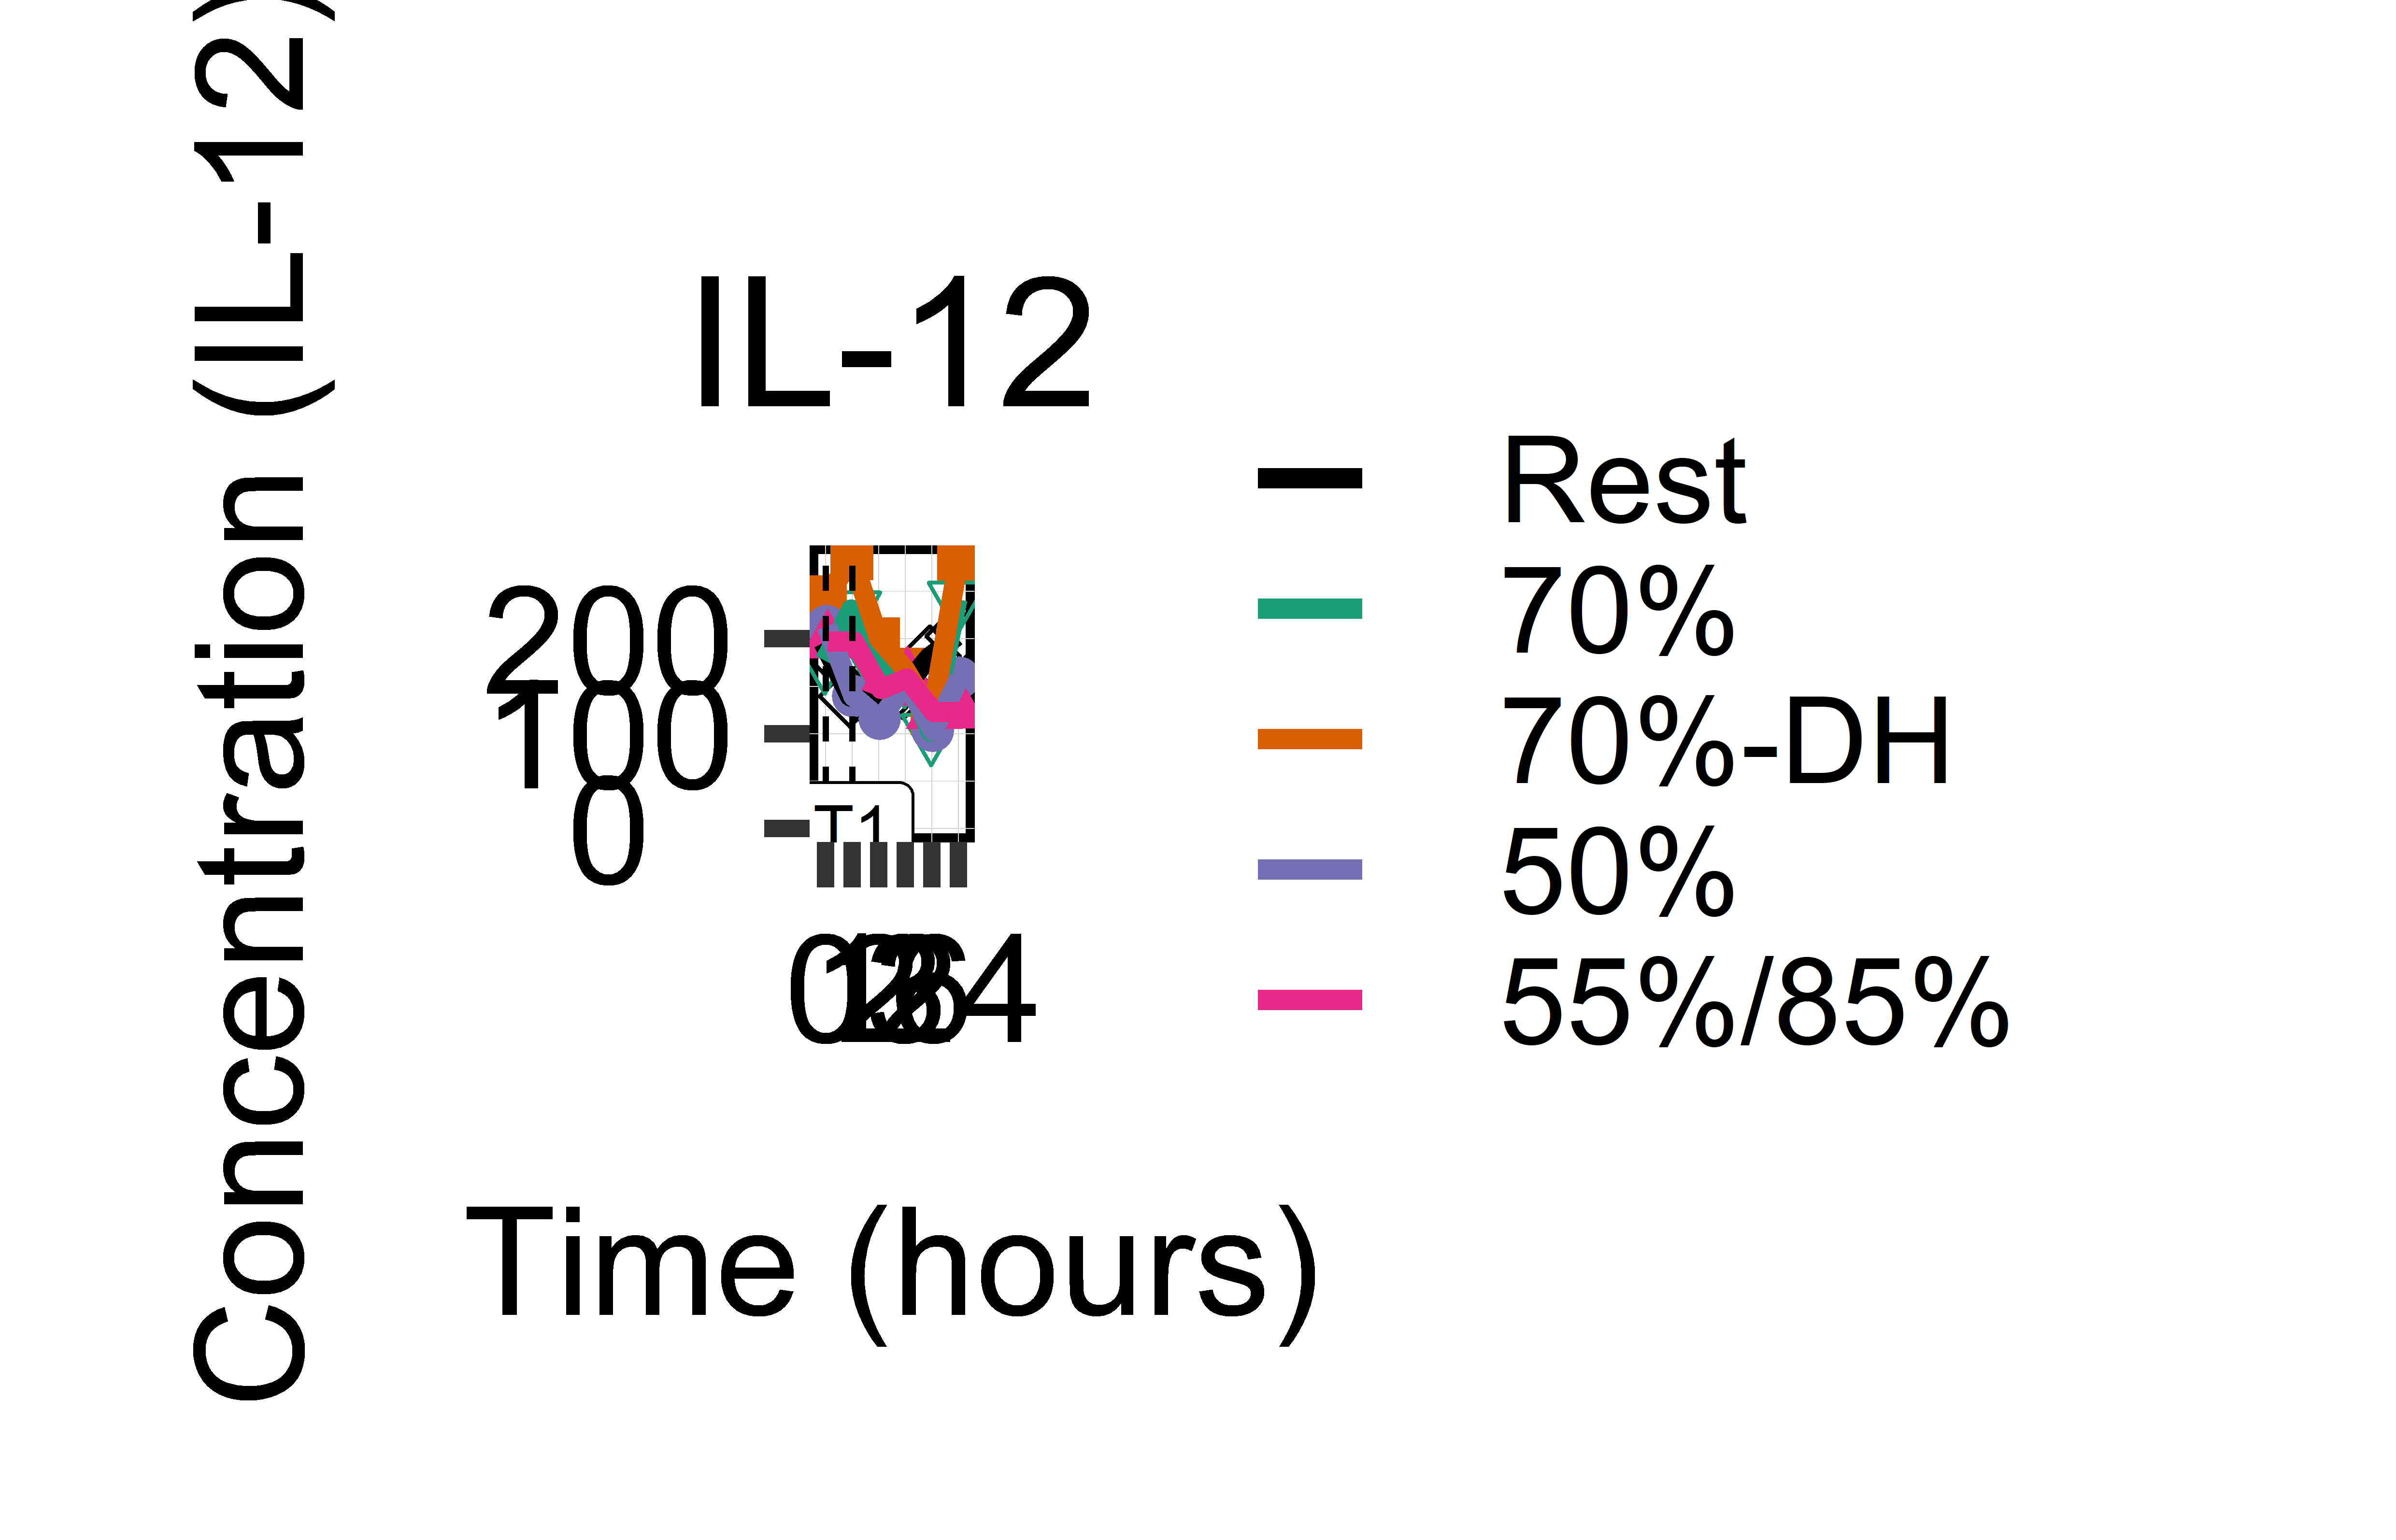 IL-12
Concentration (IL-12)
200
100
0
T1
Time (hours)
Rest
70%
70%-DH
50%
55%/85%